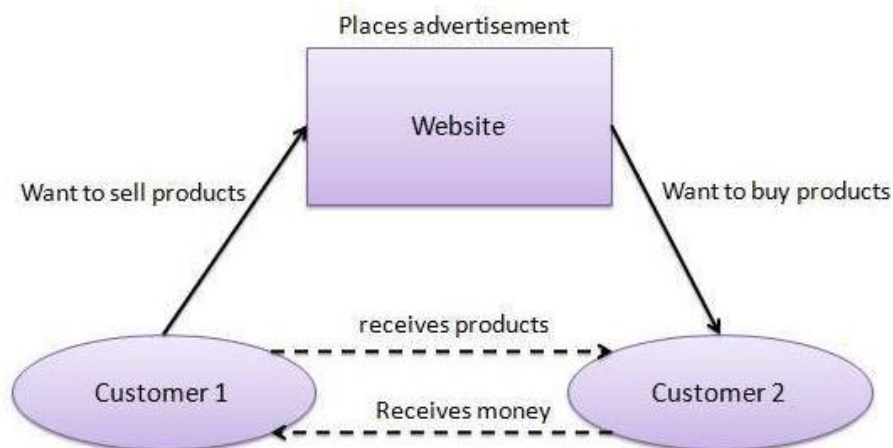 Places advertisement
Website
Want to sell products
Want to buy products
receives products
Customer 1
Customer 2
Receives money